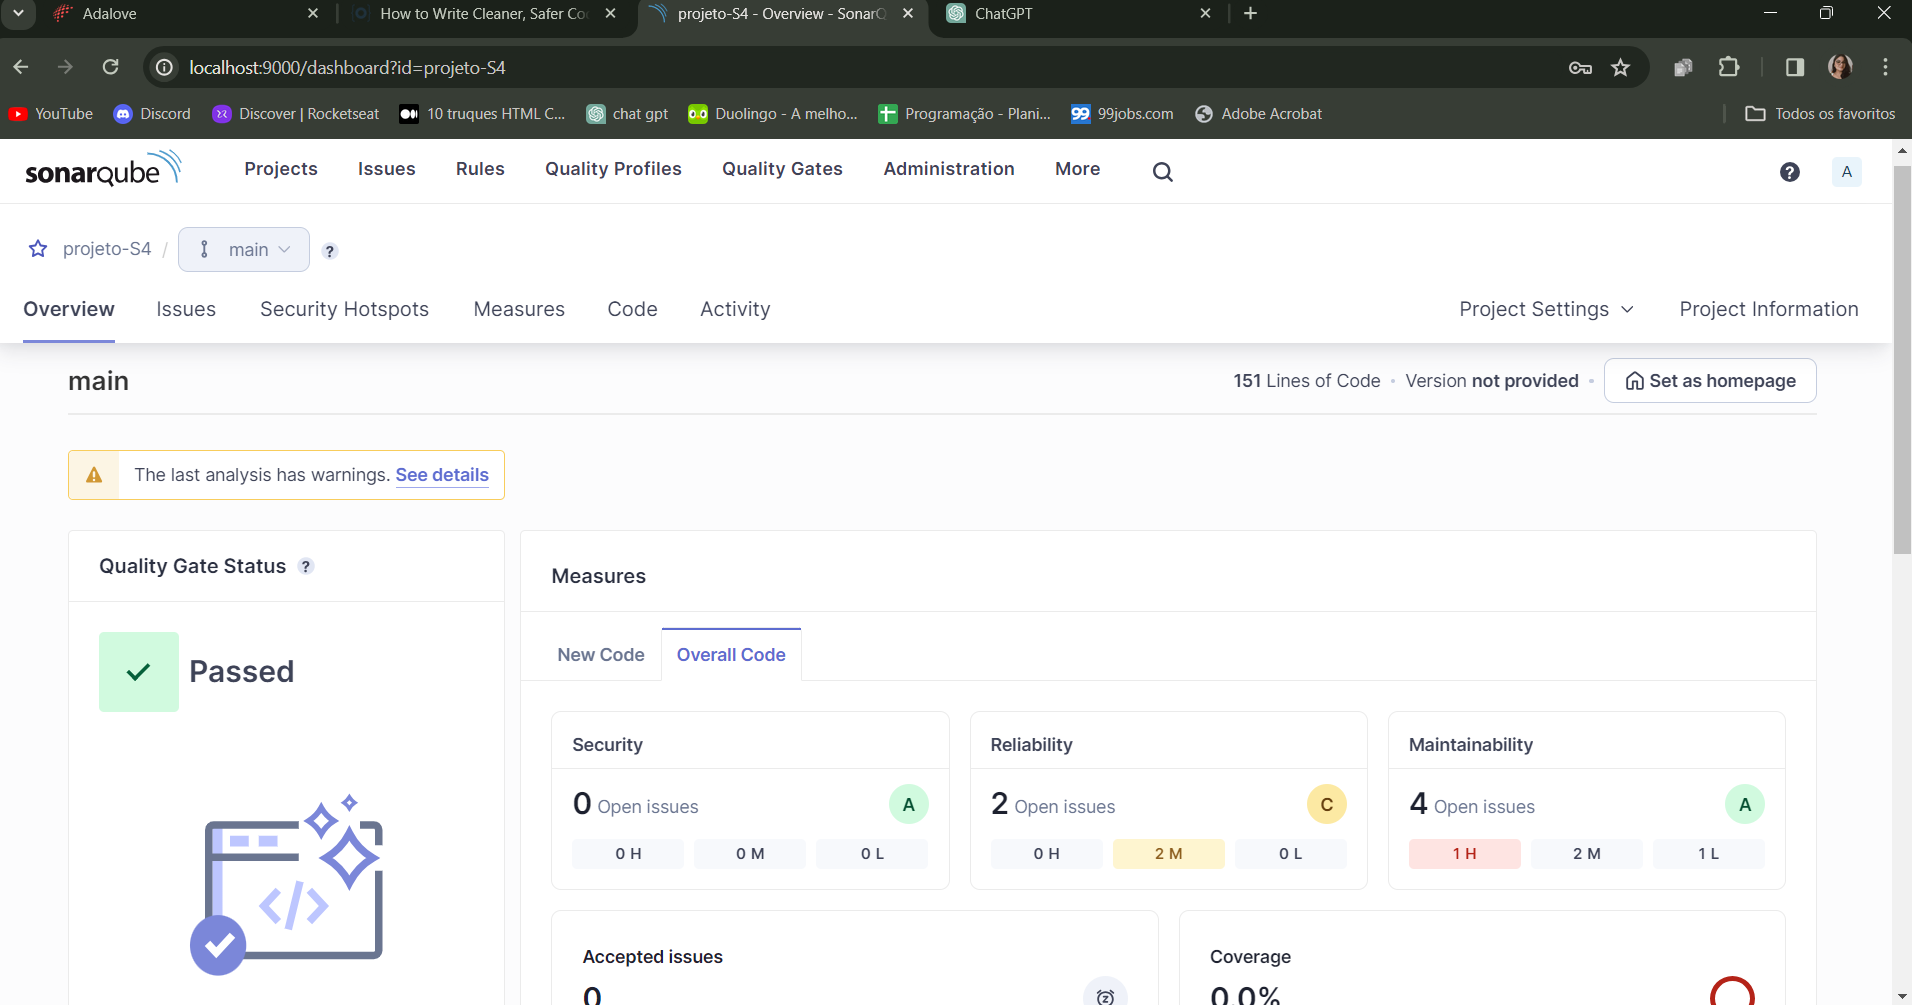 Adalove
How to Write Cleaner, Safer Co
projeto-S4 - Overview - SonarQ
ChatGPT
localhost:9000/dashboard?id=projeto-S4
YouTube
Discord
Discover | Rocketseat
10 truques HTML C...
chat gpt
Duolingo - A melho...
Programação - Plani...
99
99jobs.com
Adobe Acrobat
Todos os favoritos
sonarqube
Projects
Issues
Rules
Quality Profiles
Quality Gates
Administration
More
?
A
projeto-S4 /
main
?
Overview
Issues
Security Hotspots
Measures
Code
Activity
Project Settings
Project Information
main
151 Lines of Code • Version not provided •
Set as homepage
The last analysis has warnings. See details
Quality Gate Status ?
Passed
Measures
New Code
Overall Code
Security
0 Open issues
A
0 H
0 M
0 L
Reliability
2 Open issues
C
0 H
2 M
0 L
Maintainability
4 Open issues
A
1 H
2 M
1 L
</>
Accepted issues
0
Coverage
0.0%